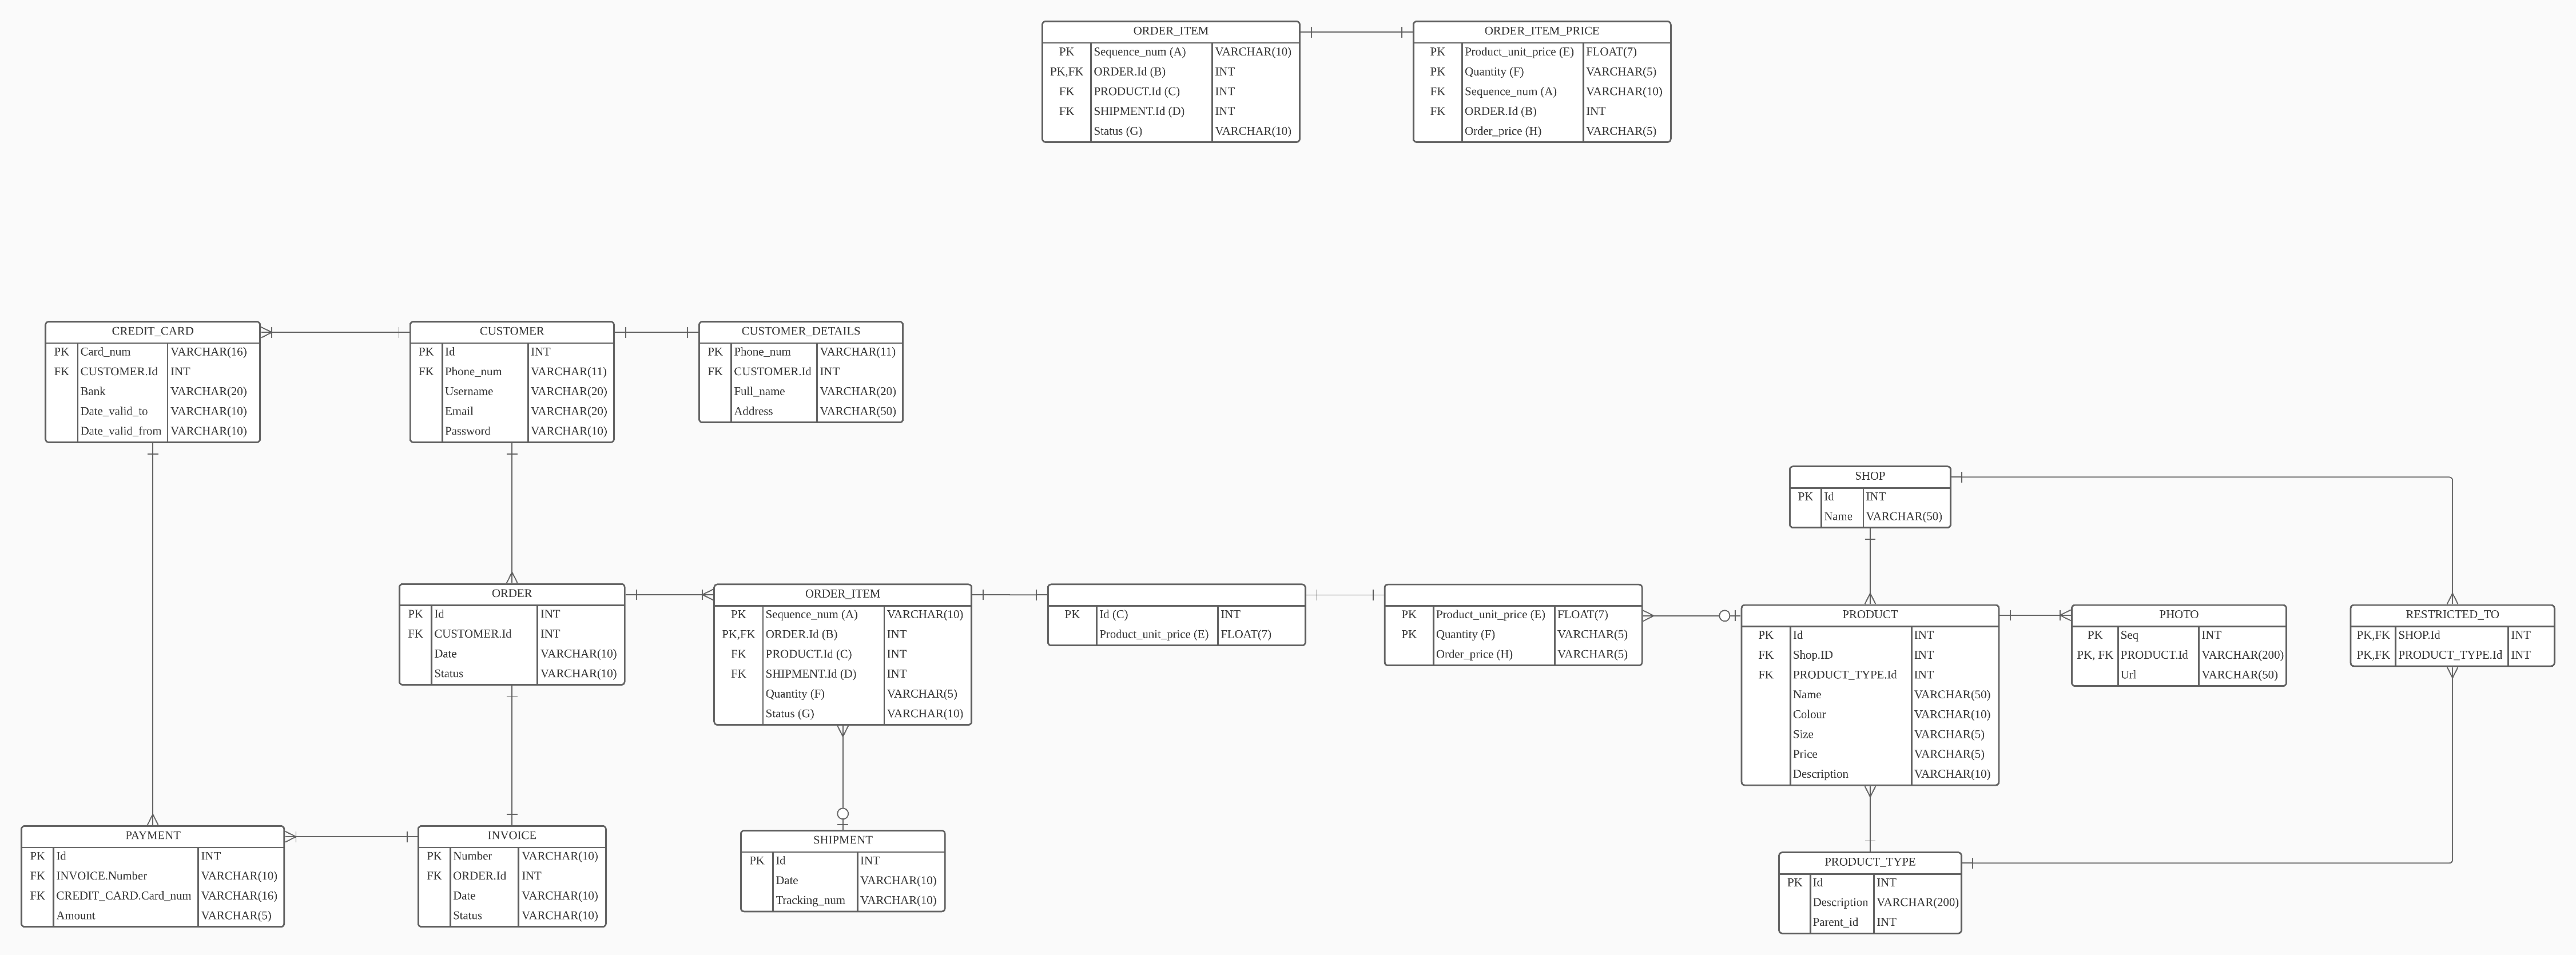 ORDER_ITEM
PK Sequence_num (A) VARCHAR(10)
PK,FK ORDER.Id (B) INT
FK PRODUCT.Id (C) INT
FK SHIPMENT.Id (D) INT
Status (G) VARCHAR(10)
ORDER_ITEM_PRICE
PK Product_unit_price (E) FLOAT(7)
PK Quantity (F) VARCHAR(5)
FK Sequence_num (A) VARCHAR(10)
FK ORDER.Id (B) INT
Order_price (H) VARCHAR(5)
CREDIT_CARD
PK Card_num VARCHAR(16)
FK CUSTOMER.Id INT
Bank VARCHAR(20)
Date_valid_to VARCHAR(10)
Date_valid_from VARCHAR(10)
CUSTOMER
PK Id INT
FK Phone_num VARCHAR(11)
Username VARCHAR(20)
Email VARCHAR(20)
Password VARCHAR(10)
CUSTOMER_DETAILS
PK Phone_num VARCHAR(11)
FK CUSTOMER.Id INT
Full_name VARCHAR(20)
Address VARCHAR(50)
SHOP
PK Id INT
Name VARCHAR(50)
ORDER
PK Id INT
FK CUSTOMER.Id INT
Date VARCHAR(10)
Status VARCHAR(10)
ORDER_ITEM
PK Sequence_num (A) VARCHAR(10)
PK,FK ORDER.Id (B) INT
FK PRODUCT.Id (C) INT
FK SHIPMENT.Id (D) INT
Quantity (F) VARCHAR(5)
Status (G) VARCHAR(10)
PK Id (C) INT
Product_unit_price (E) FLOAT(7)
PK Product_unit_price (E) FLOAT(7)
PK Quantity (F) VARCHAR(5)
Order_price (H) VARCHAR(5)
PRODUCT
PK Id INT
FK Shop.ID INT
FK PRODUCT_TYPE.Id INT
Name VARCHAR(50)
Colour VARCHAR(10)
Size VARCHAR(5)
Price VARCHAR(5)
Description VARCHAR(10)
PHOTO
PK Seq INT
PK, FK PRODUCT.Id VARCHAR(200)
Url VARCHAR(50)
RESTRICTED_TO
PK,FK SHOP.Id INT
PK,FK PRODUCT_TYPE.Id INT
PAYMENT
PK Id INT
FK INVOICE.Number VARCHAR(10)
FK CREDIT_CARD.Card_num VARCHAR(16)
Amount VARCHAR(5)
INVOICE
PK Number VARCHAR(10)
FK ORDER.Id INT
Date VARCHAR(10)
Status VARCHAR(10)
SHIPMENT
PK Id INT
Date VARCHAR(10)
Tracking_num VARCHAR(10)
PRODUCT_TYPE
PK Id INT
Description VARCHAR(200)
Parent_id INT